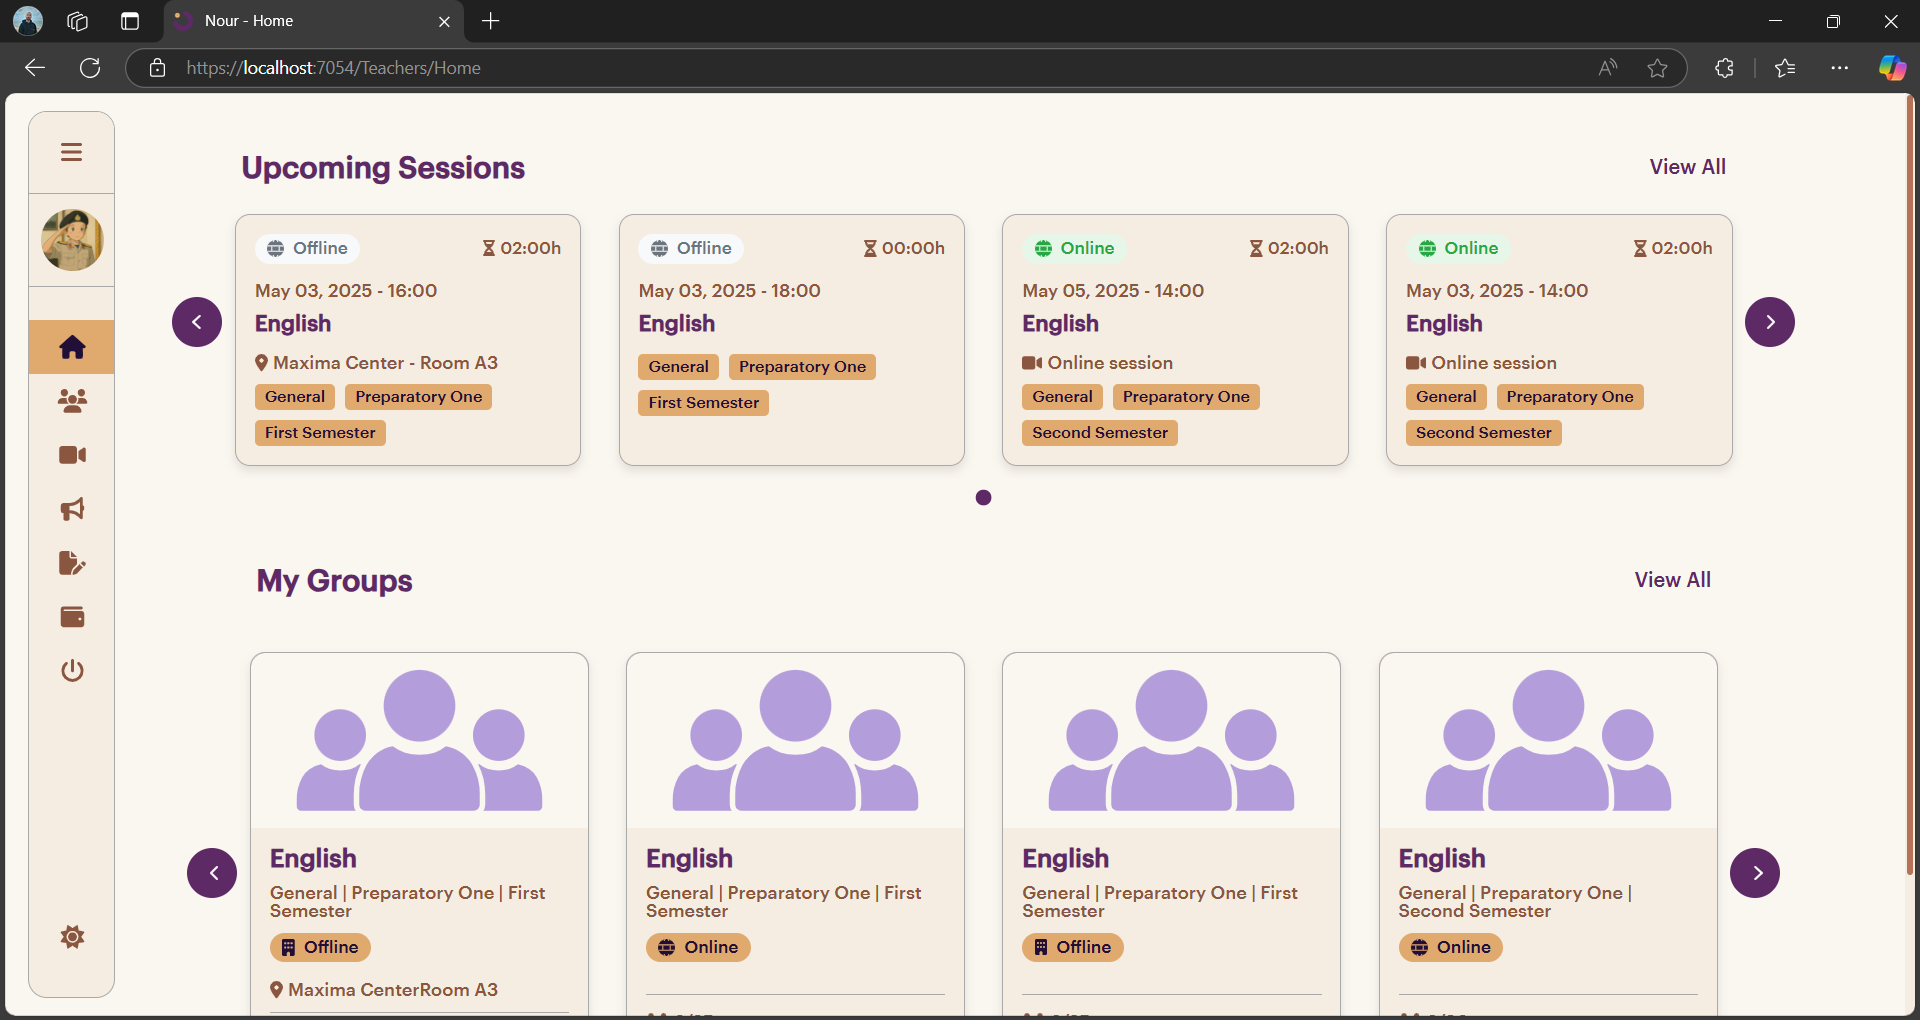 Nour - Home
https://localhost:7054/Teachers/Home
Upcoming Sessions
View All
Offline
02:00h
May 03, 2025 - 16:00
English
Maxima Center - Room A3
General
Preparatory One
First Semester
Offline
00:00h
May 03, 2025 - 18:00
English
General
Preparatory One
First Semester
Online
02:00h
May 05, 2025 - 14:00
English
Online session
General
Preparatory One
Second Semester
Online
02:00h
May 03, 2025 - 14:00
English
Online session
General
Preparatory One
Second Semester
My Groups
View All
English
General | Preparatory One | First
Semester
Offline
Maxima CenterRoom A3
English
General | Preparatory One | First
Semester
Online
English
General | Preparatory One | First
Semester
Offline
English
General | Preparatory One |
Second Semester
Online